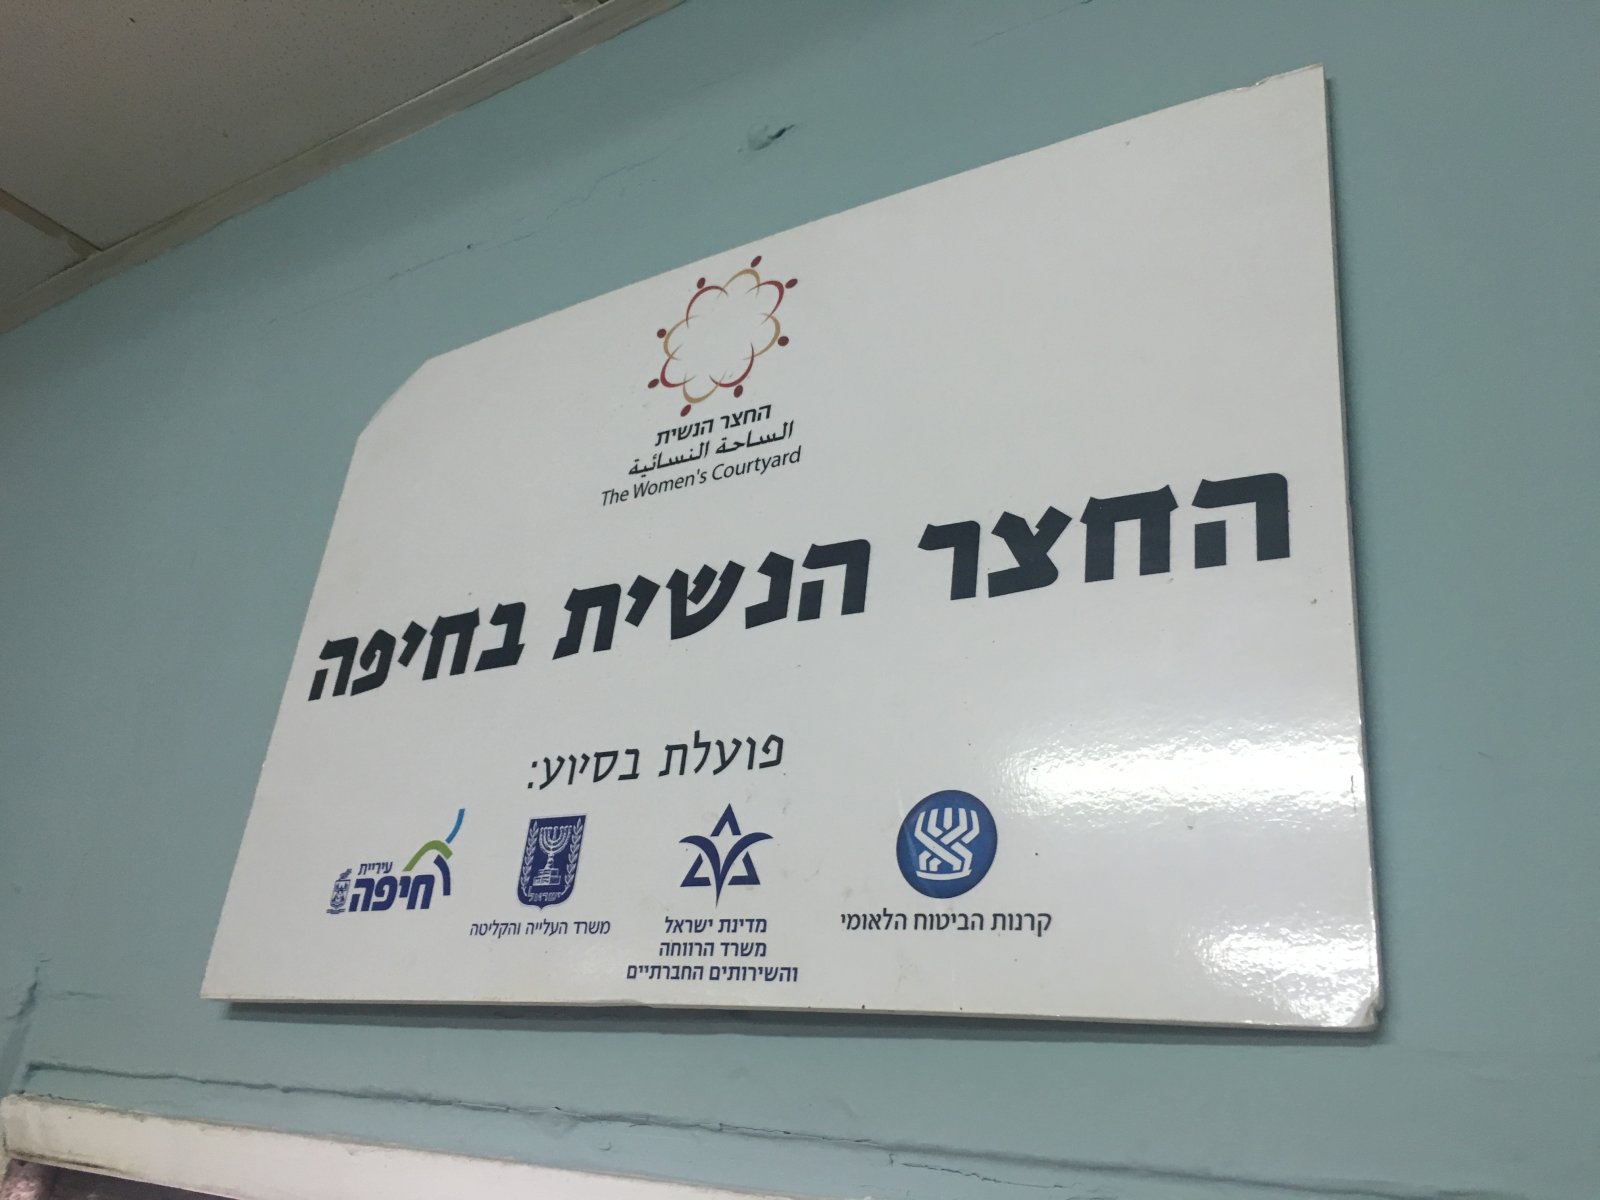 החצר הנשית
الساحة النسائية
The Women's Courtyard
החצר הנשית בחיפה
פועלת בסיוע:
קרנות הביטוח הלאומי
מדינת ישראל
משרד הרווחה
והשירותים החברתיים
משרד העלייה והקליטה
עיריית
חיפה